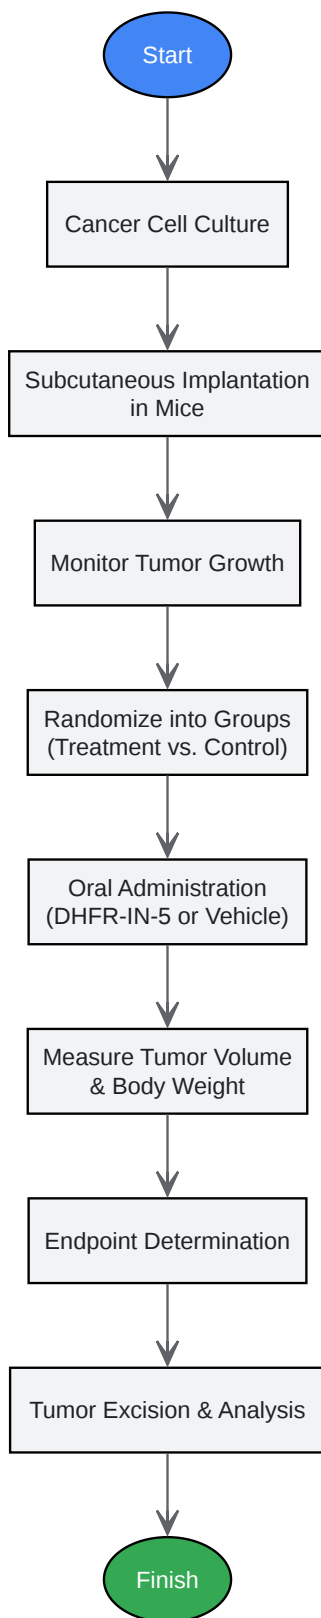 Start
Cancer Cell Culture
Subcutaneous Implantation
in Mice
Monitor Tumor Growth
Randomize into Groups
(Treatment vs. Control)
Oral Administration
(DHFR-IN-5 or Vehicle)
Measure Tumor Volume
& Body Weight
Endpoint Determination
Tumor Excision & Analysis
Finish